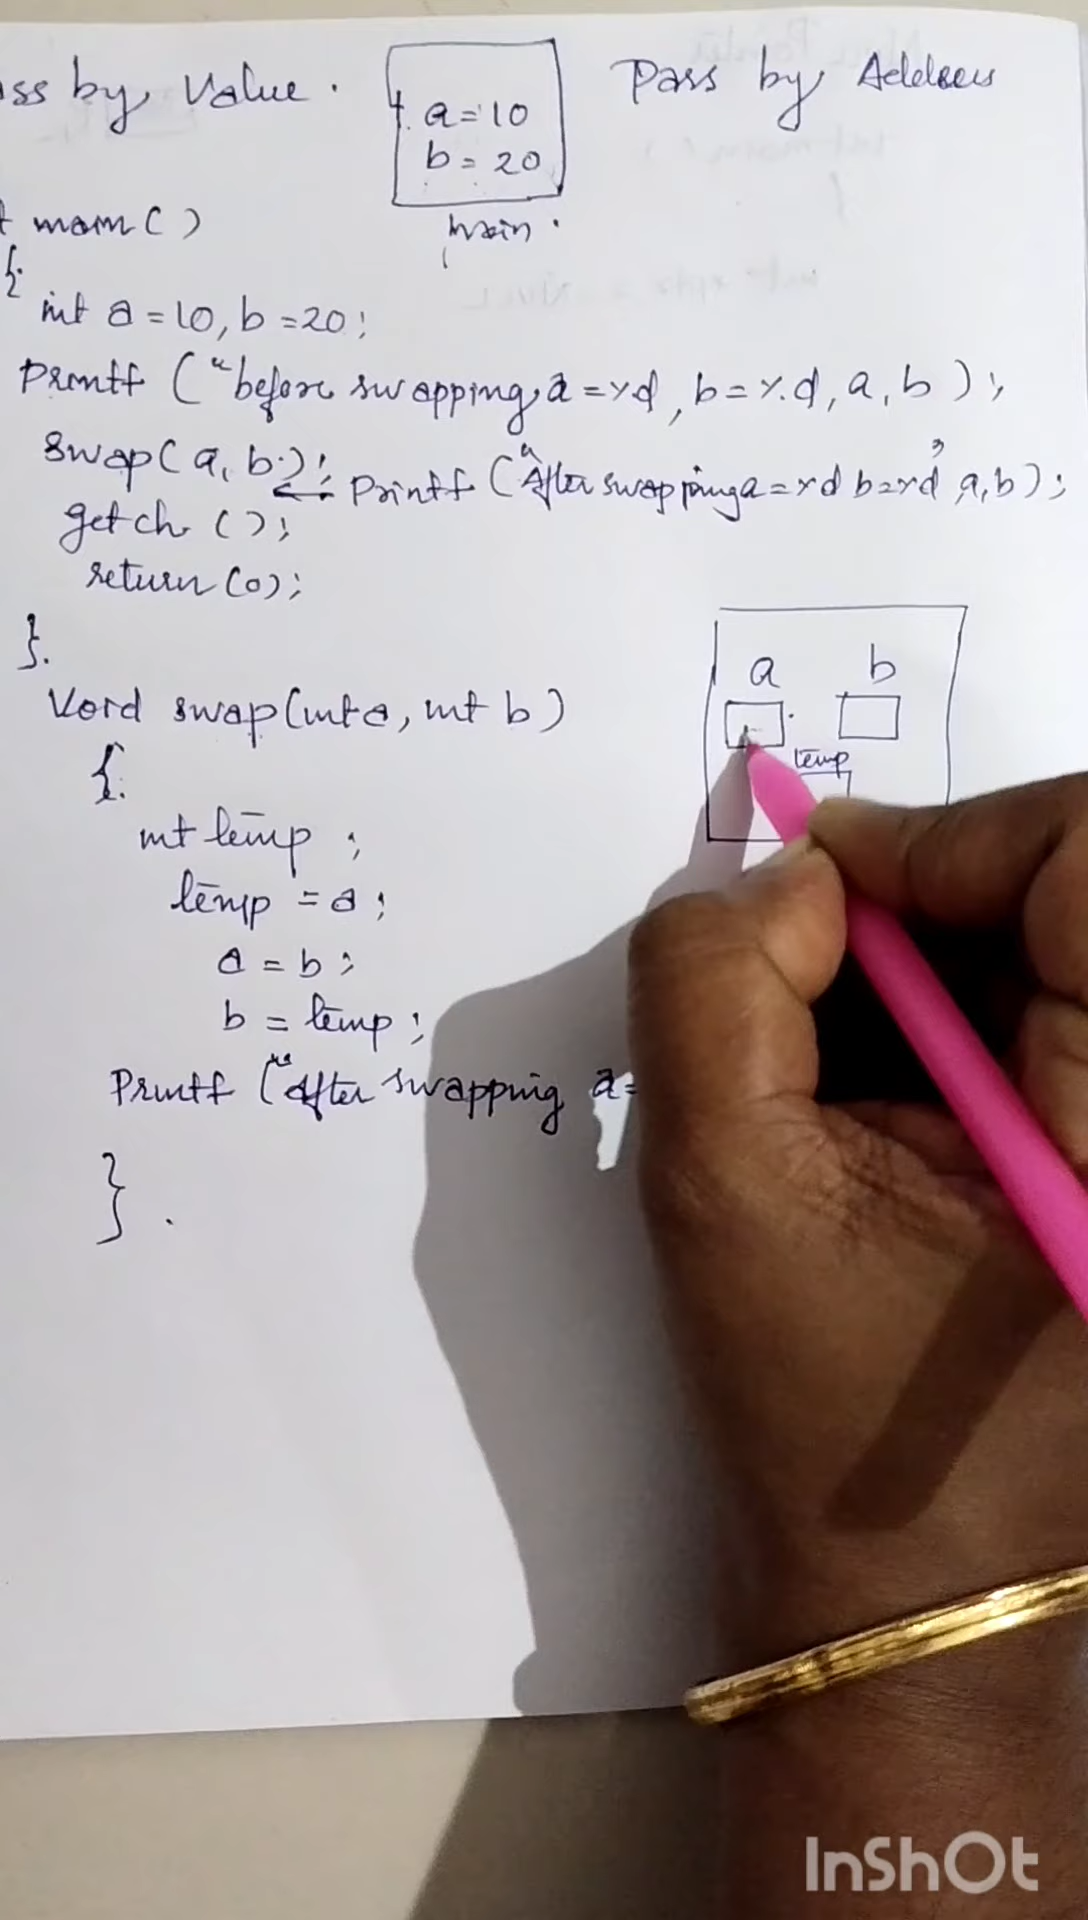 ss by Value.
a = 10
b = 20
main.
Pass by Address
t main ( )
{
int a = 10, b = 20;
Printf ("before swapping a = %d, b = %d, a, b );
swap( a, b );
Printf ("After swapping a = %d b = %d" a, b );
getch ( );
return (0);
}.
Void swap(int a, int b )
{.
a b
int temp ;
temp
temp = a ;
a = b ;
b = temp ;
Printf ("After swapping a =
} .
InShOt